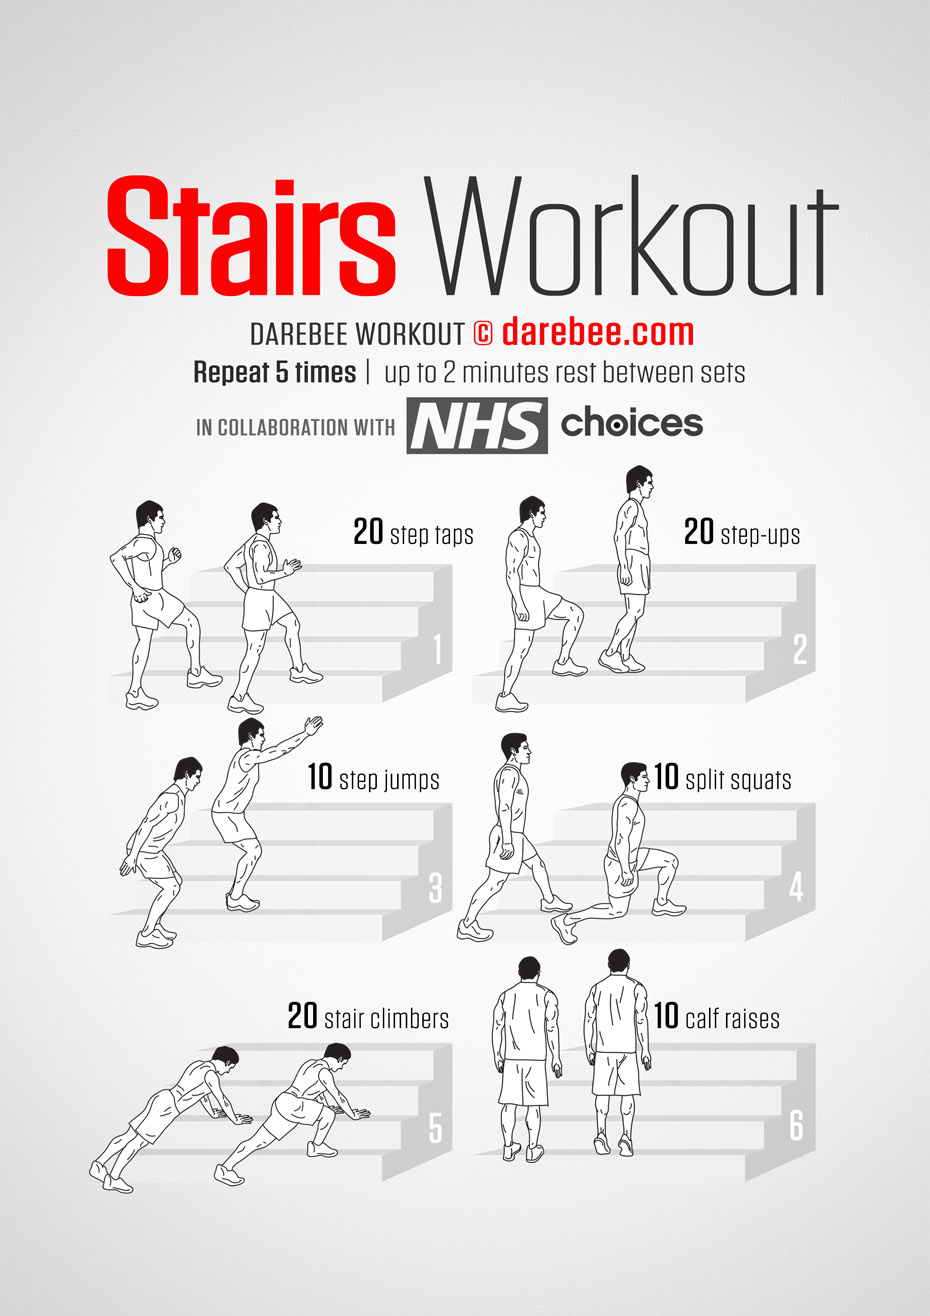 Stairs Workout
DAREBEE WORKOUT © darebee.com
Repeat 5 times | up to 2 minutes rest between sets
IN COLLABORATION WITH NHS choices
20 step taps
1
20 step-ups
2
10 step jumps
3
10 split squats
4
20 stair climbers
5
10 calf raises
6